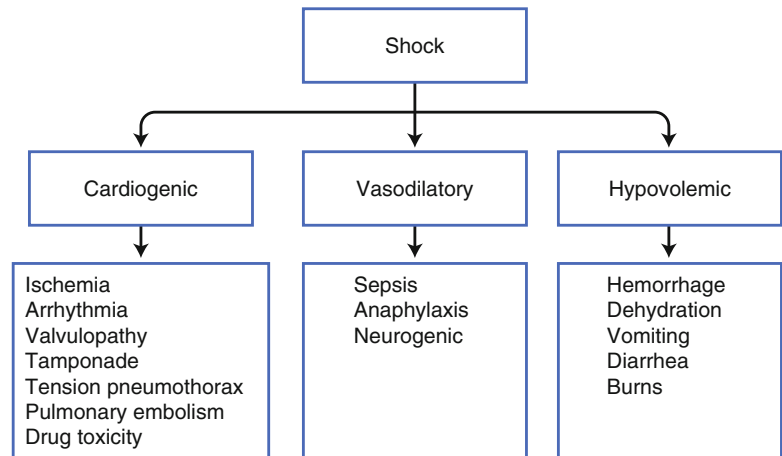 Shock
Cardiogenic
Vasodilatory
Hypovolemic
Ischemia
Arrhythmia
Valvulopathy
Tamponade
Tension pneumothorax
Pulmonary embolism
Drug toxicity
Sepsis
Anaphylaxis
Neurogenic
Hemorrhage
Dehydration
Vomiting
Diarrhea
Burns